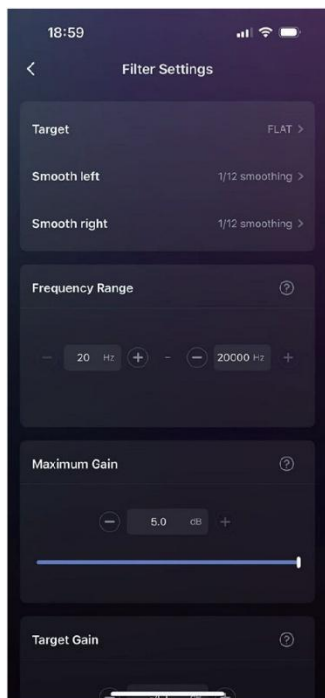 18:59
Filter Settings
Target FLAT >
Smooth left 1/12 smoothing >
Smooth right 1/12 smoothing >
Frequency Range ?
− 20 Hz + - − 20000 Hz +
Maximum Gain ?
− 5.0 dB +
Target Gain ?